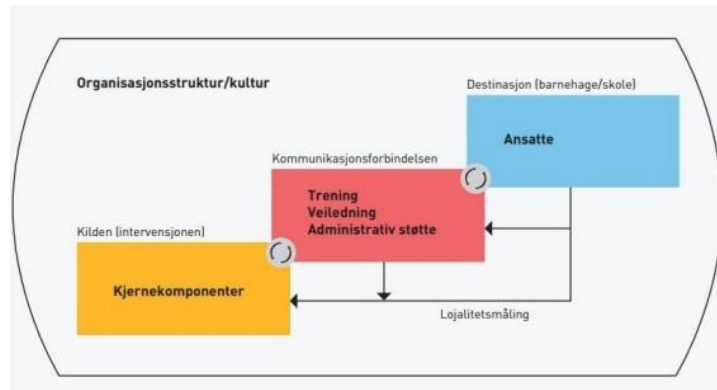 Organisasjonsstruktur/kultur
Destinasjon (barnehage/skole)
Ansatte
Kommunikasjonsforbindelsen
Trening
Veiledning
Administrativ støtte
Kilden (intervensjonen)
Kjernekomponenter
Lojalitetsmåling